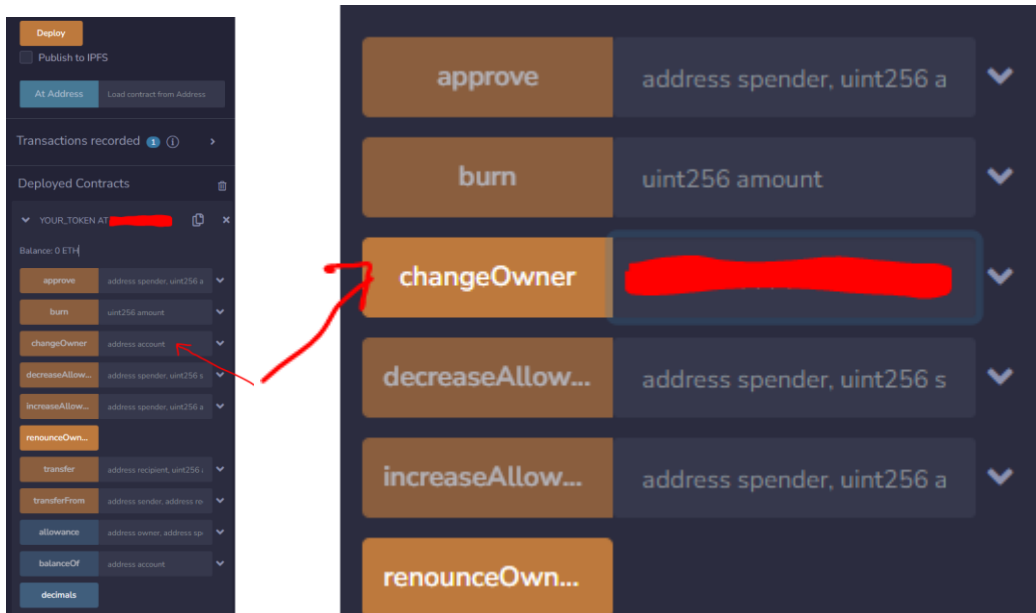 Deploy
Publish to IPFS
At Address Load contract from Address
Transactions recorded 1 i >
Deployed Contracts
YOUR_TOKEN AT
Balance: 0 ETH
approve address spender, uint256 a
burn uint256 amount
changeOwner address account
decreaseAllow... address spender, uint256 s
increaseAllow... address spender, uint256 a
renounceOwn...
transfer address recipient, uint256
transferFrom address sender, address re
allowance address owner, address sp
balanceOf address account
decimals
approve address spender, uint256 a
burn uint256 amount
changeOwner
decreaseAllow... address spender, uint256 s
increaseAllow... address spender, uint256 a
renounceOwn...